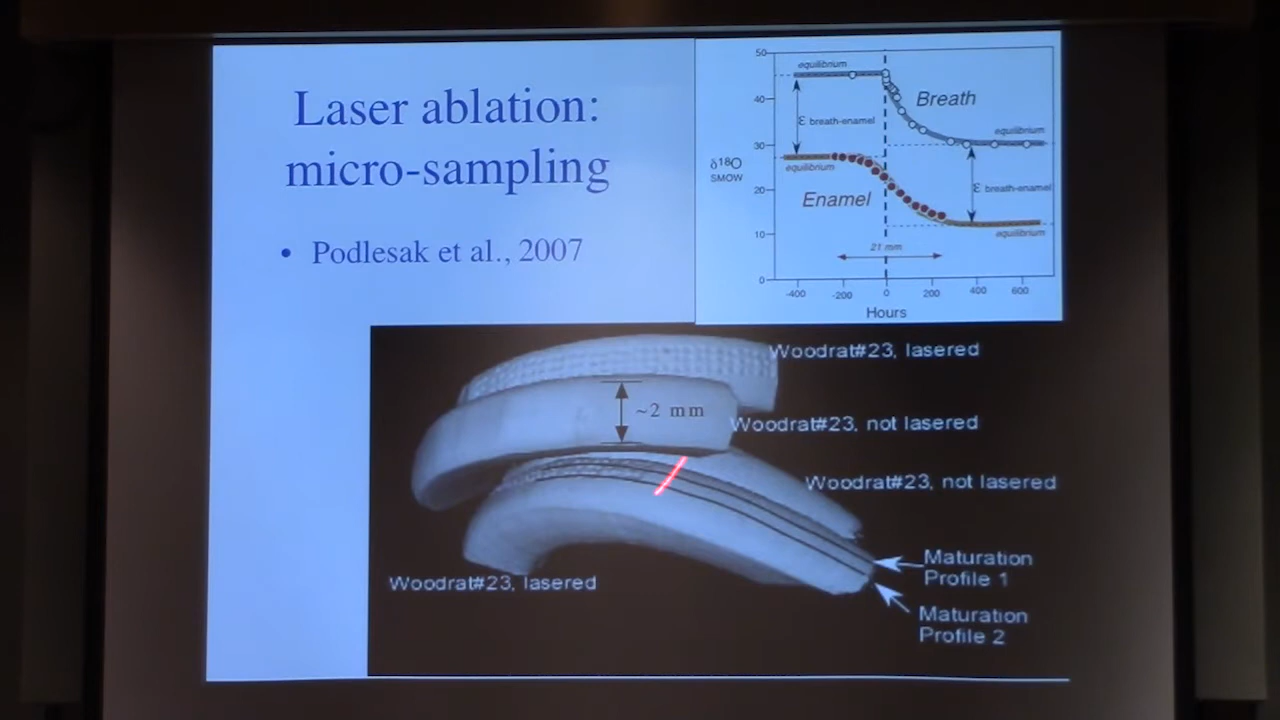 Laser ablation:
micro-sampling
• Podlesak et al., 2007
50
40
30
20
10
0
δ18O
SMOW
equilibrium
Breath
ε breath-enamel
equilibrium
equilibrium
ε breath-enamel
Enamel
equilibrium
21 mm
-400 -200 0 200 400 600
Hours
Woodrat#23, lasered
~2 mm
Woodrat#23, not lasered
Woodrat#23, not lasered
Maturation
Profile 1
Woodrat#23, lasered
Maturation
Profile 2